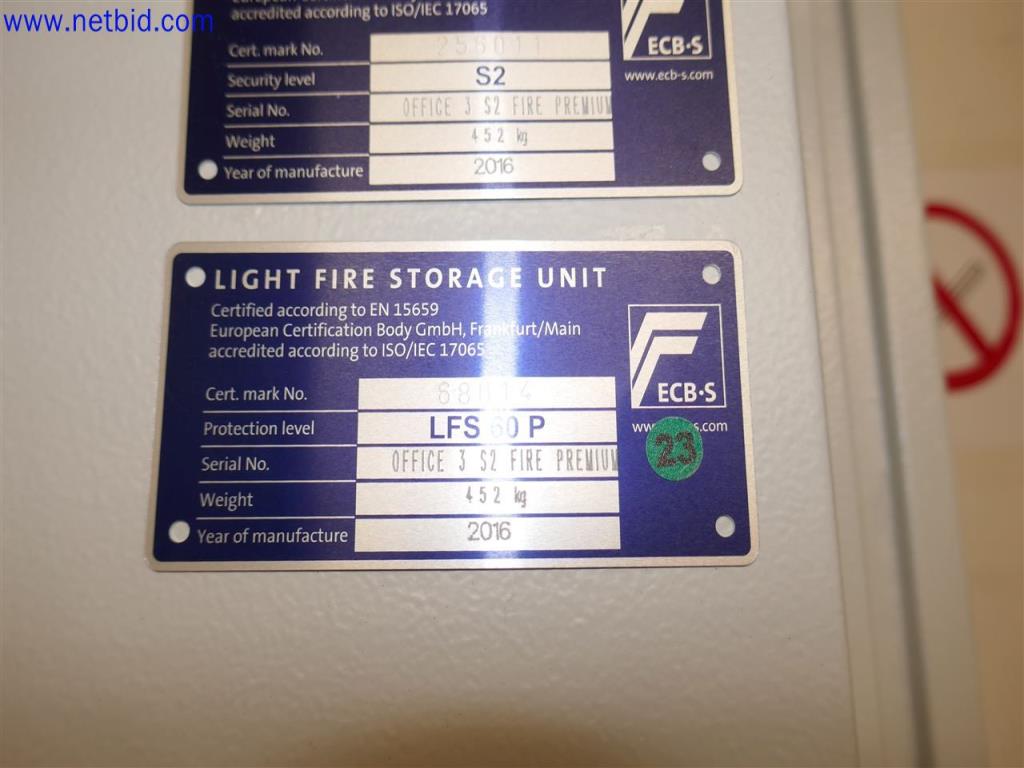 www.netbid.com
accredited according to ISO/IEC 17065
Cert. mark No. 256011
Security level S2
Serial No. OFFICE 3 S2 FIRE PREMIUM
Weight 452 kg
Year of manufacture 2016
ECB·S
www.ecb-s.com
LIGHT FIRE STORAGE UNIT
Certified according to EN 15659
European Certification Body GmbH, Frankfurt/Main
accredited according to ISO/IEC 17065
Cert. mark No. 68014
Protection level LFS 60 P
Serial No. OFFICE 3 S2 FIRE PREMIUM
Weight 452 kg
Year of manufacture 2016
ECB·S
23